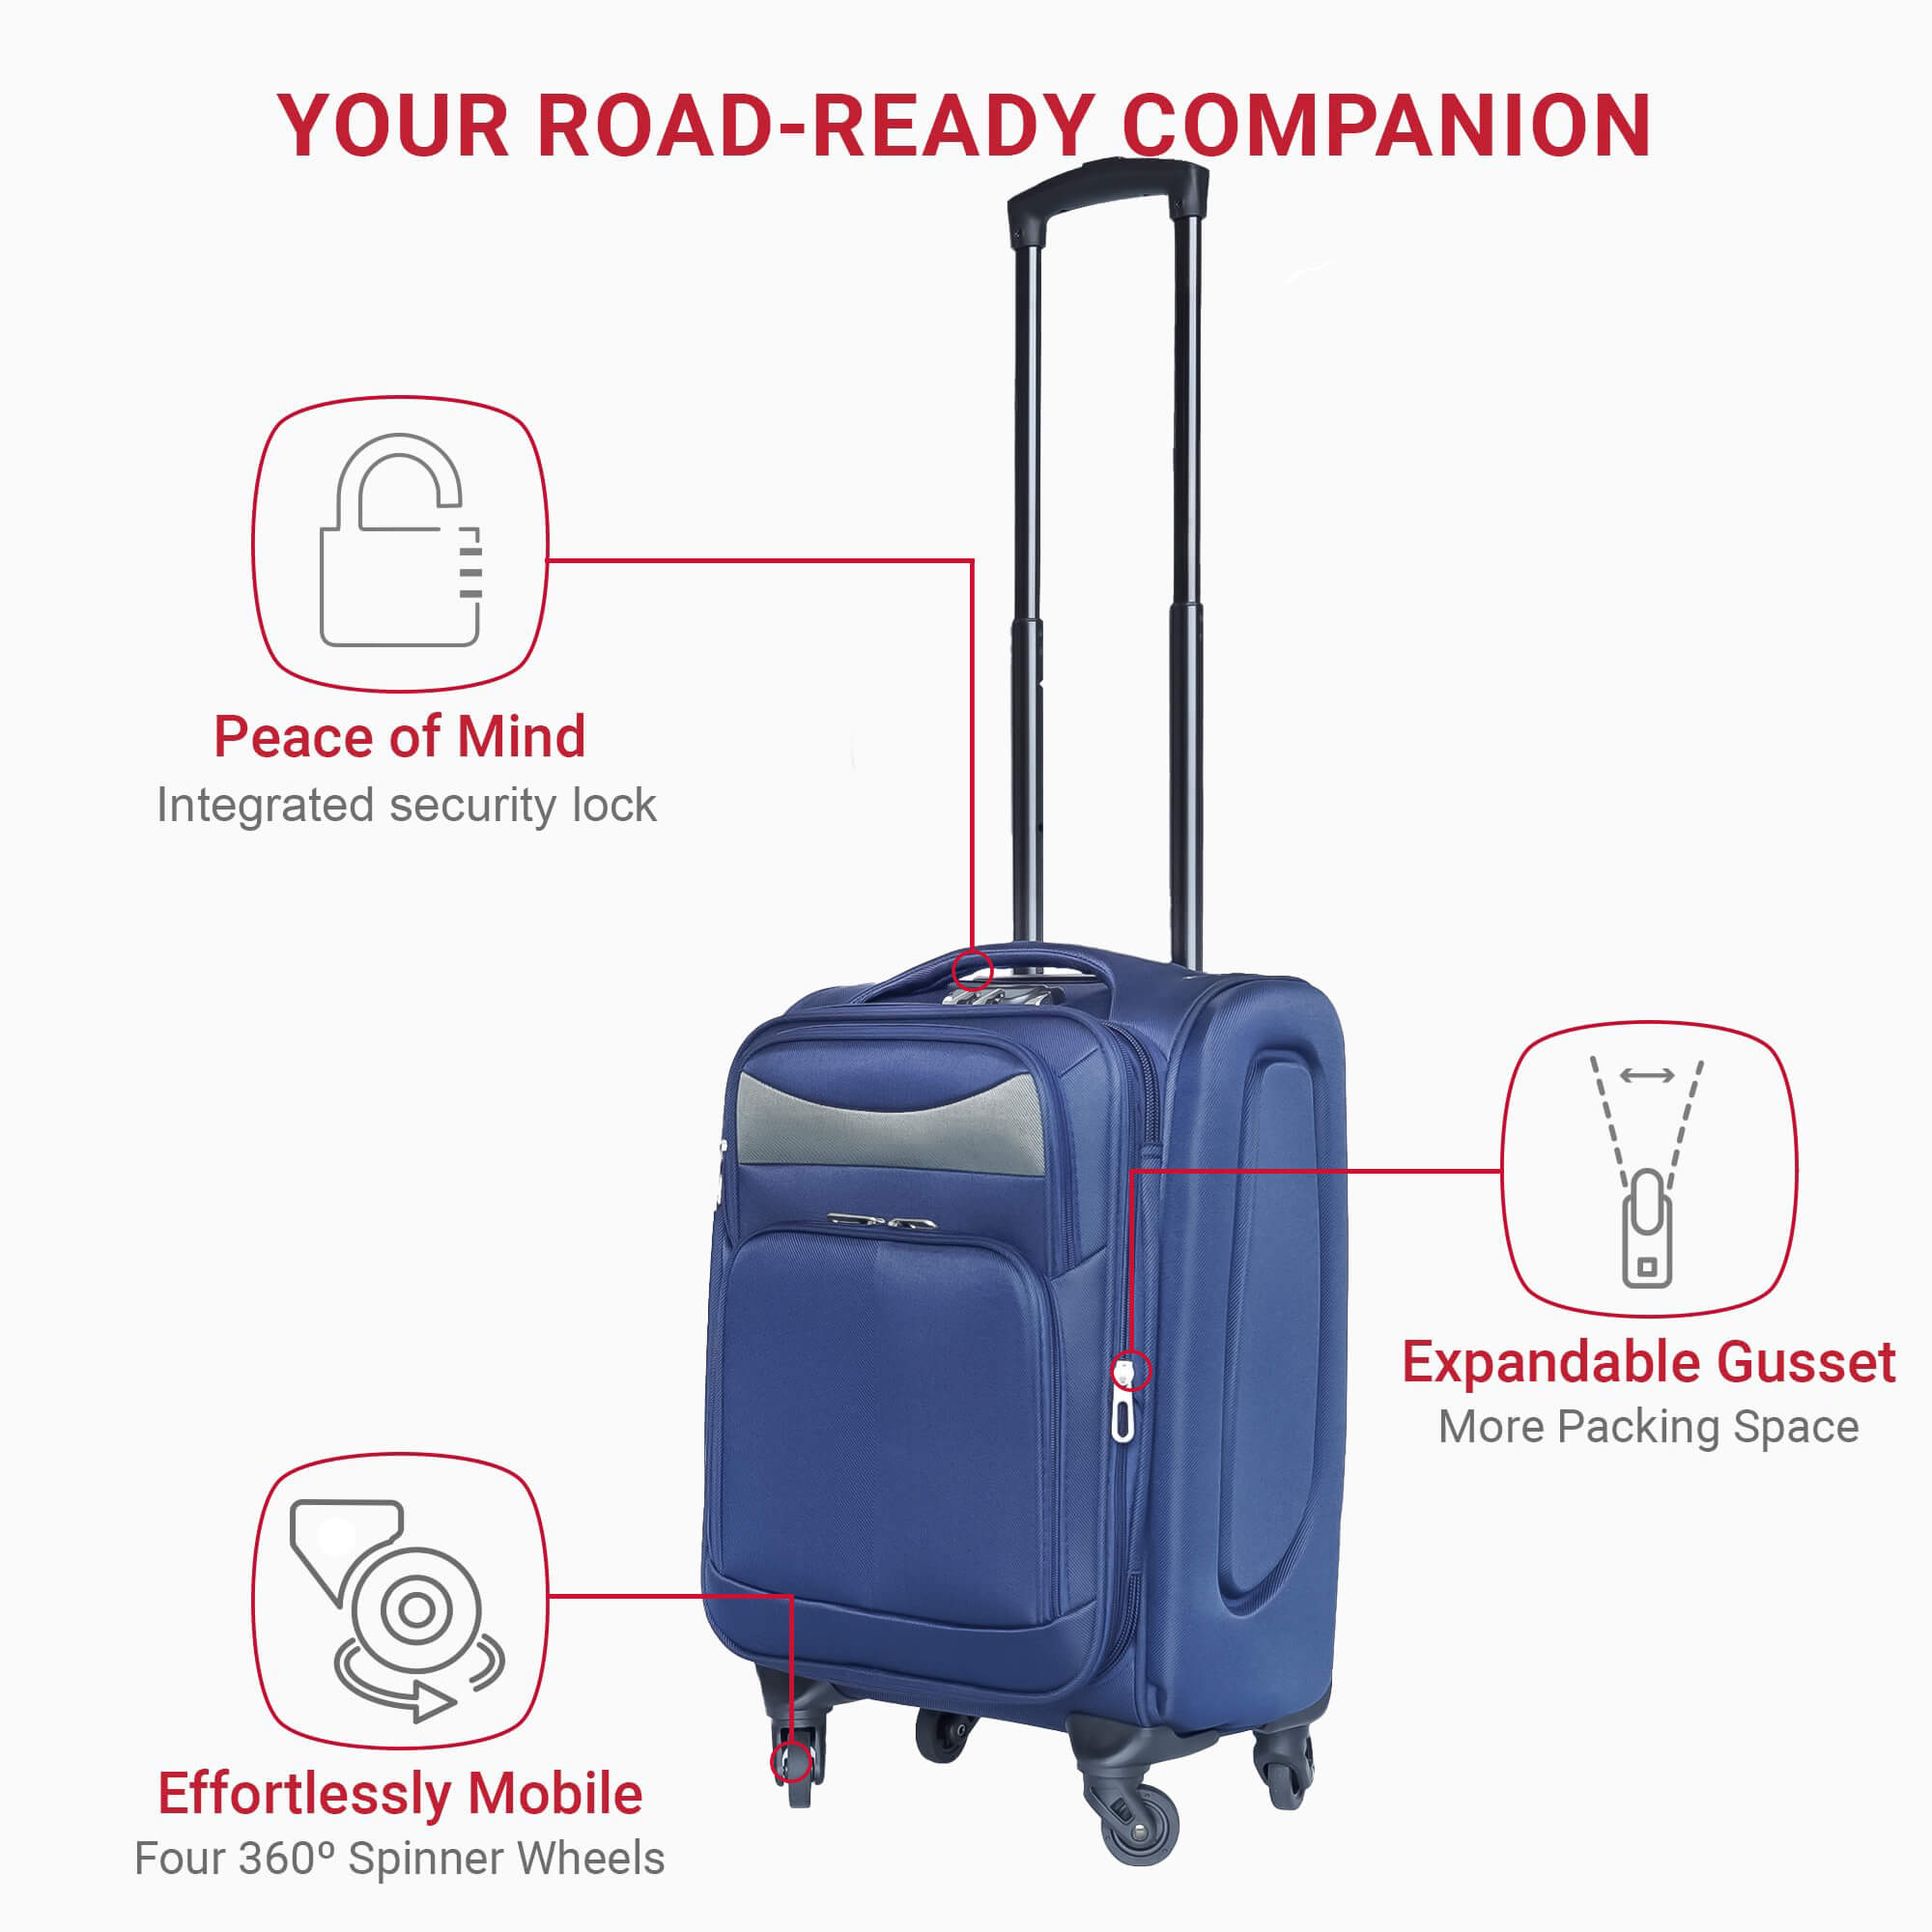 YOUR ROAD-READY COMPANION
Peace of Mind
Integrated security lock
Expandable Gusset
More Packing Space
Effortlessly Mobile
Four 360º Spinner Wheels